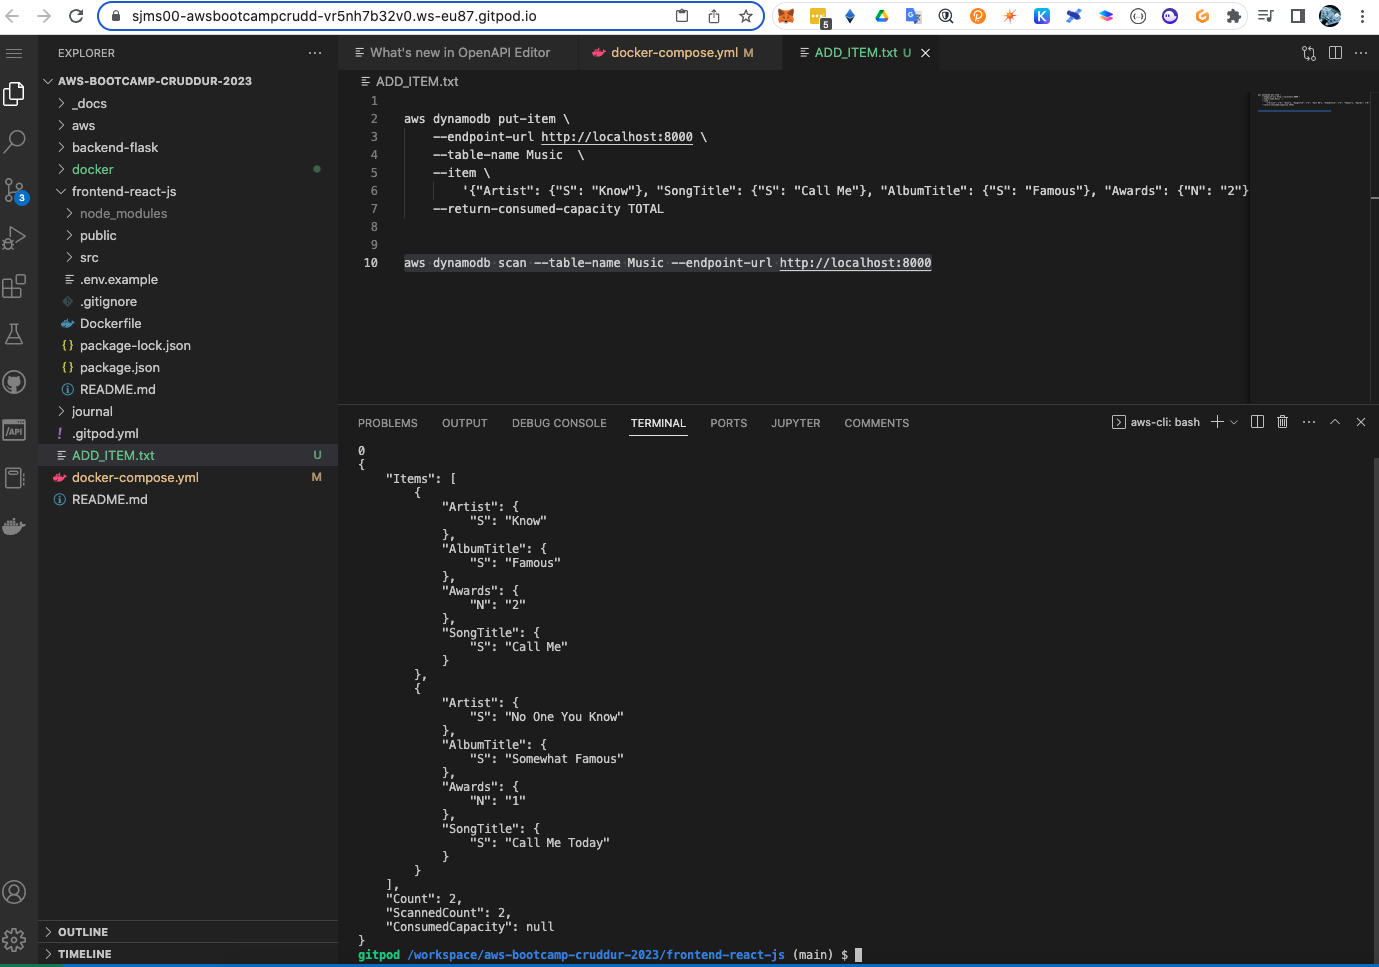 sjms00-awsbootcampcrudd-vr5nh7b32v0.ws-eu87.gitpod.io
5
EXPLORER
What's new in OpenAPI Editor
docker-compose.yml M
ADD_ITEM.txt U
AWS-BOOTCAMP-CRUDDUR-2023
_docs
aws
backend-flask
docker
frontend-react-js
node_modules
public
src
.env.example
.gitignore
Dockerfile
package-lock.json
package.json
README.md
journal
.gitpod.yml
ADD_ITEM.txt U
docker-compose.yml M
README.md
OUTLINE
TIMELINE
3
/API
ADD_ITEM.txt
1
2 aws dynamodb put-item \
3 --endpoint-url http://localhost:8000 \
4 --table-name Music \
5 --item \
6 '{"Artist": {"S": "Know"}, "SongTitle": {"S": "Call Me"}, "AlbumTitle": {"S": "Famous"}, "Awards": {"N": "2"}
7 --return-consumed-capacity TOTAL
8
9
10 aws dynamodb scan --table-name Music --endpoint-url http://localhost:8000
PROBLEMS OUTPUT DEBUG CONSOLE TERMINAL PORTS JUPYTER COMMENTS
aws-cli: bash
0
{
"Items": [
{
"Artist": {
"S": "Know"
},
"AlbumTitle": {
"S": "Famous"
},
"Awards": {
"N": "2"
},
"SongTitle": {
"S": "Call Me"
}
},
{
"Artist": {
"S": "No One You Know"
},
"AlbumTitle": {
"S": "Somewhat Famous"
},
"Awards": {
"N": "1"
},
"SongTitle": {
"S": "Call Me Today"
}
}
],
"Count": 2,
"ScannedCount": 2,
"ConsumedCapacity": null
}
gitpod /workspace/aws-bootcamp-cruddur-2023/frontend-react-js (main) $